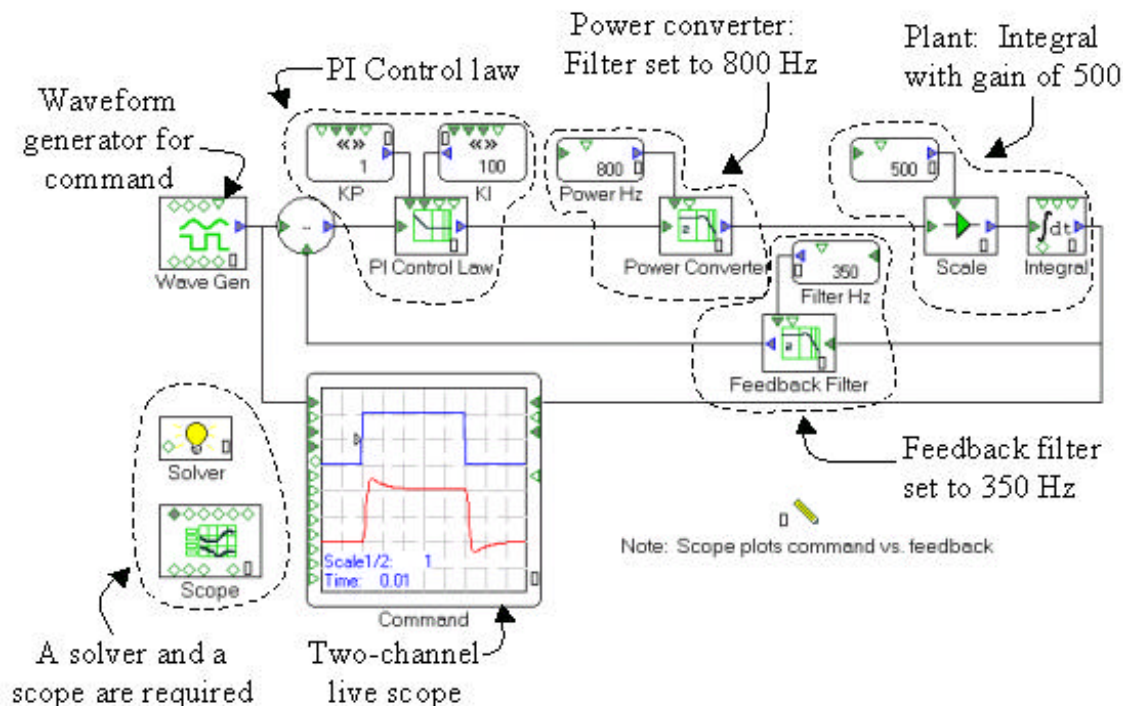 Power converter:
Filter set to 800 Hz
Plant: Integral
with gain of 500
PI Control law
Waveform
generator for
command
«»
1
KP
«»
100
KI
800
Power Hz
500
-
2
2
∫dt
Wave Gen
PI Control Law
Power Converter
350
Filter Hz
Scale
Integral
Feedback Filter
Solver
Scope
Scale1/2: 1
Time: 0.01
Command
Feedback filter
set to 350 Hz
Note: Scope plots command vs. feedback
A solver and a
scope are required
Two-channel
live scope